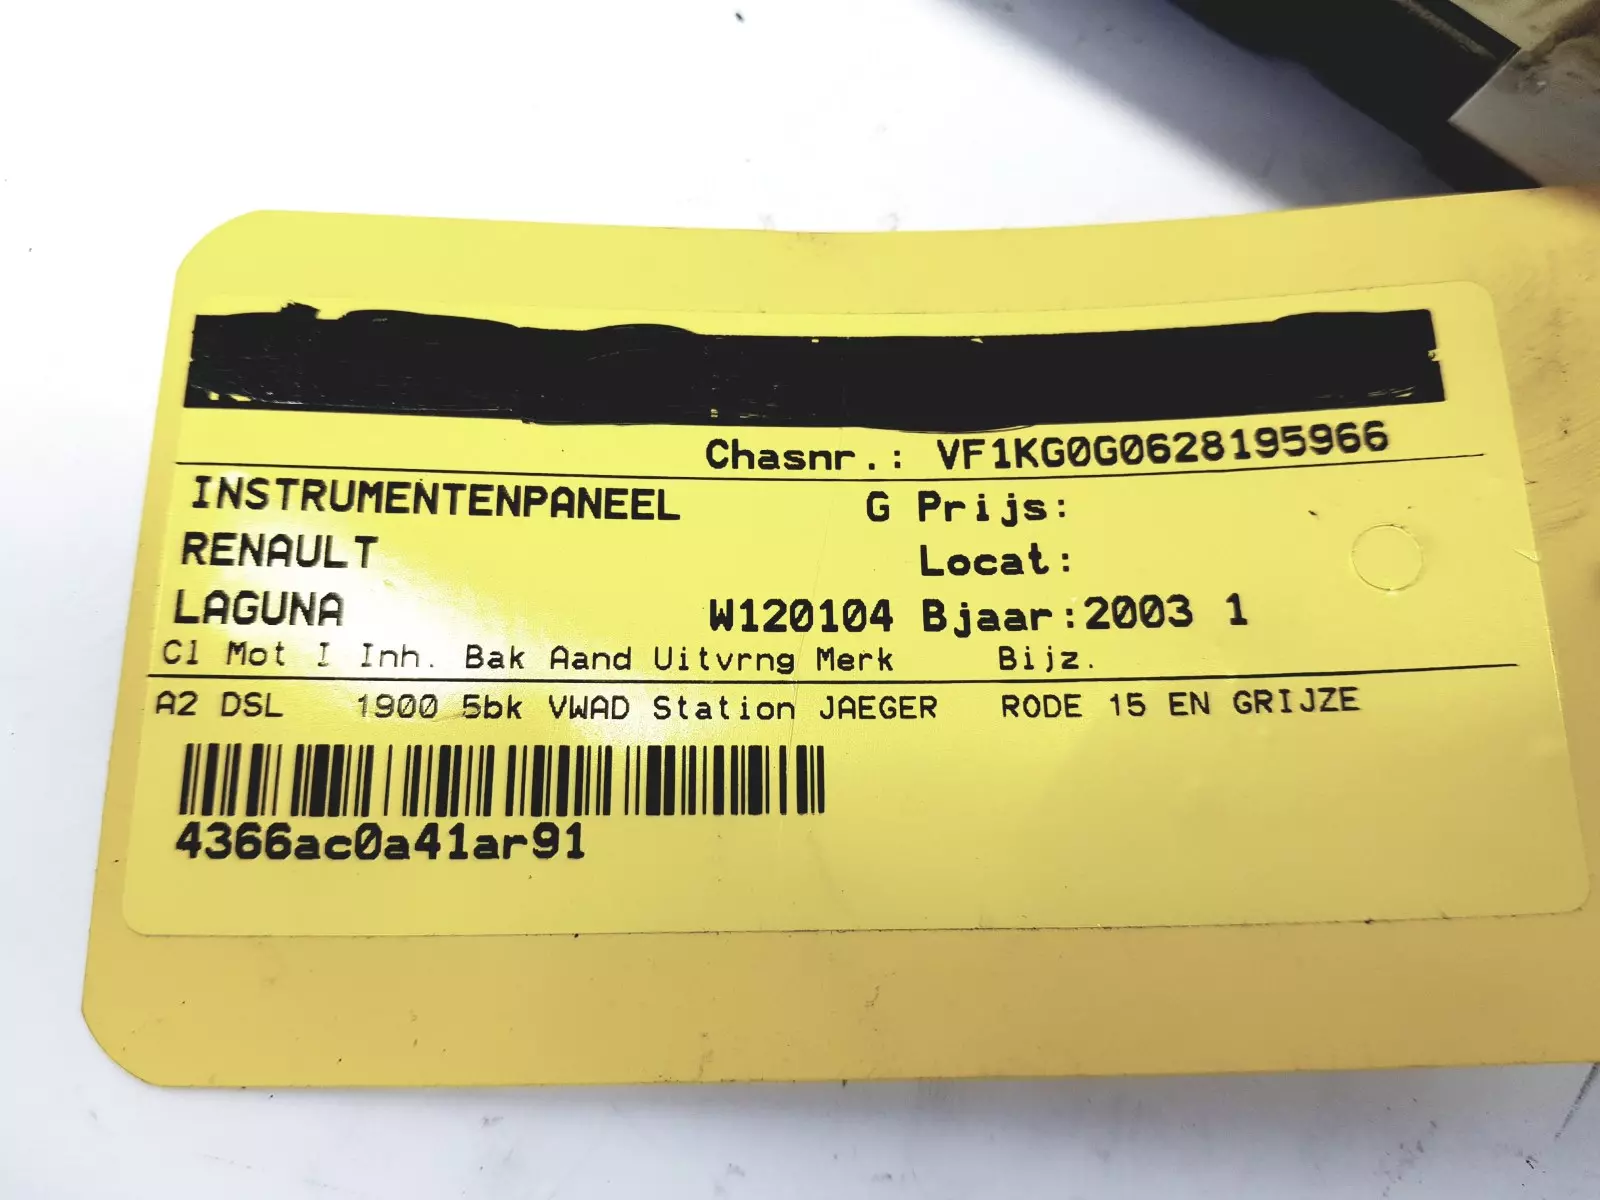 Chasnr.: VF1KG0G0628195966
INSTRUMENTENPANEEL G Prijs:
RENAULT Locat:
LAGUNA W120104 Bjaar:2003 1
Cl Mot I Inh. Bak Aand Uitvrng Merk Bijz.
A2 DSL 1900 5bk VWAD Station JAEGER RODE 15 EN GRIJZE
4366ac0a41ar91